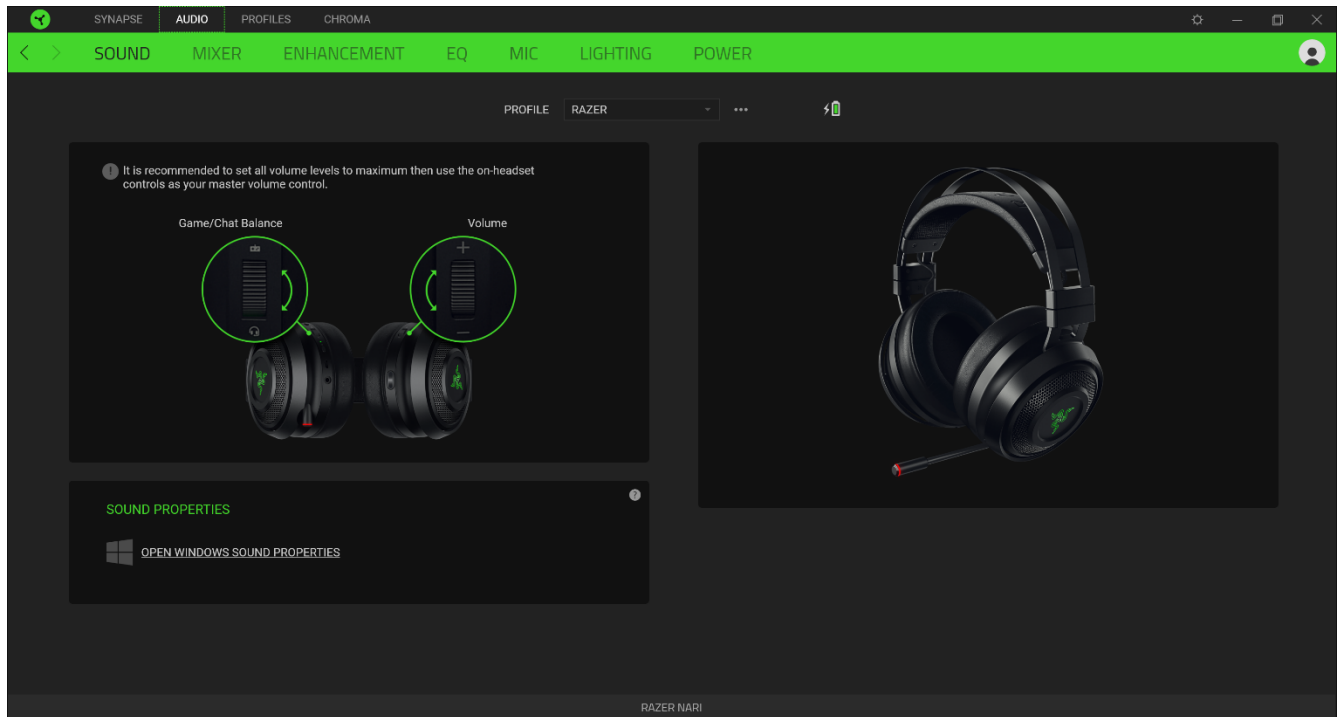 SYNAPSE AUDIO PROFILES CHROMA
SOUND MIXER ENHANCEMENT EQ MIC LIGHTING POWER
PROFILE RAZER
It is recommended to set all volume levels to maximum then use the on-headset
controls as your master volume control.
Game/Chat Balance Volume
SOUND PROPERTIES
OPEN WINDOWS SOUND PROPERTIES
RAZER NARI